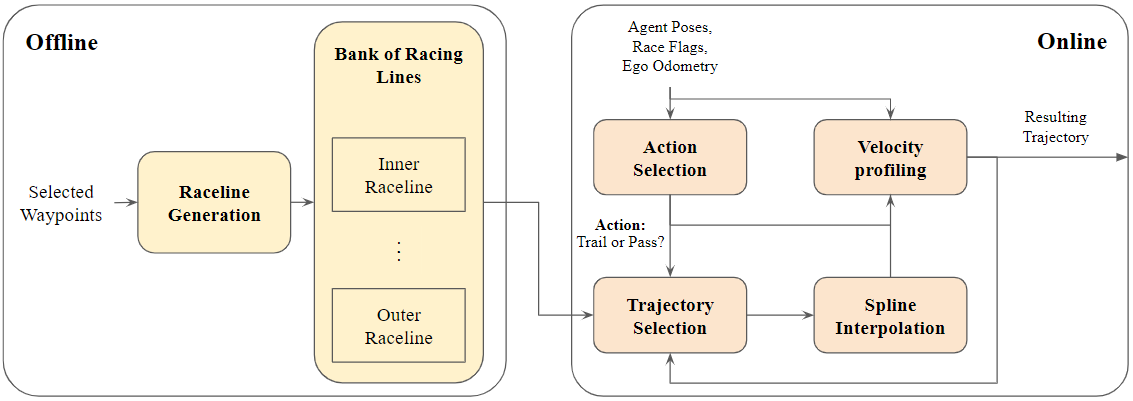 Offline
Selected
Waypoints
Raceline
Generation
Bank of Racing
Lines
Inner
Raceline
⋮
Outer
Raceline
Online
Agent Poses,
Race Flags,
Ego Odometry
Action
Selection
Velocity
profiling
Resulting
Trajectory
Action:
Trail or Pass?
Trajectory
Selection
Spline
Interpolation